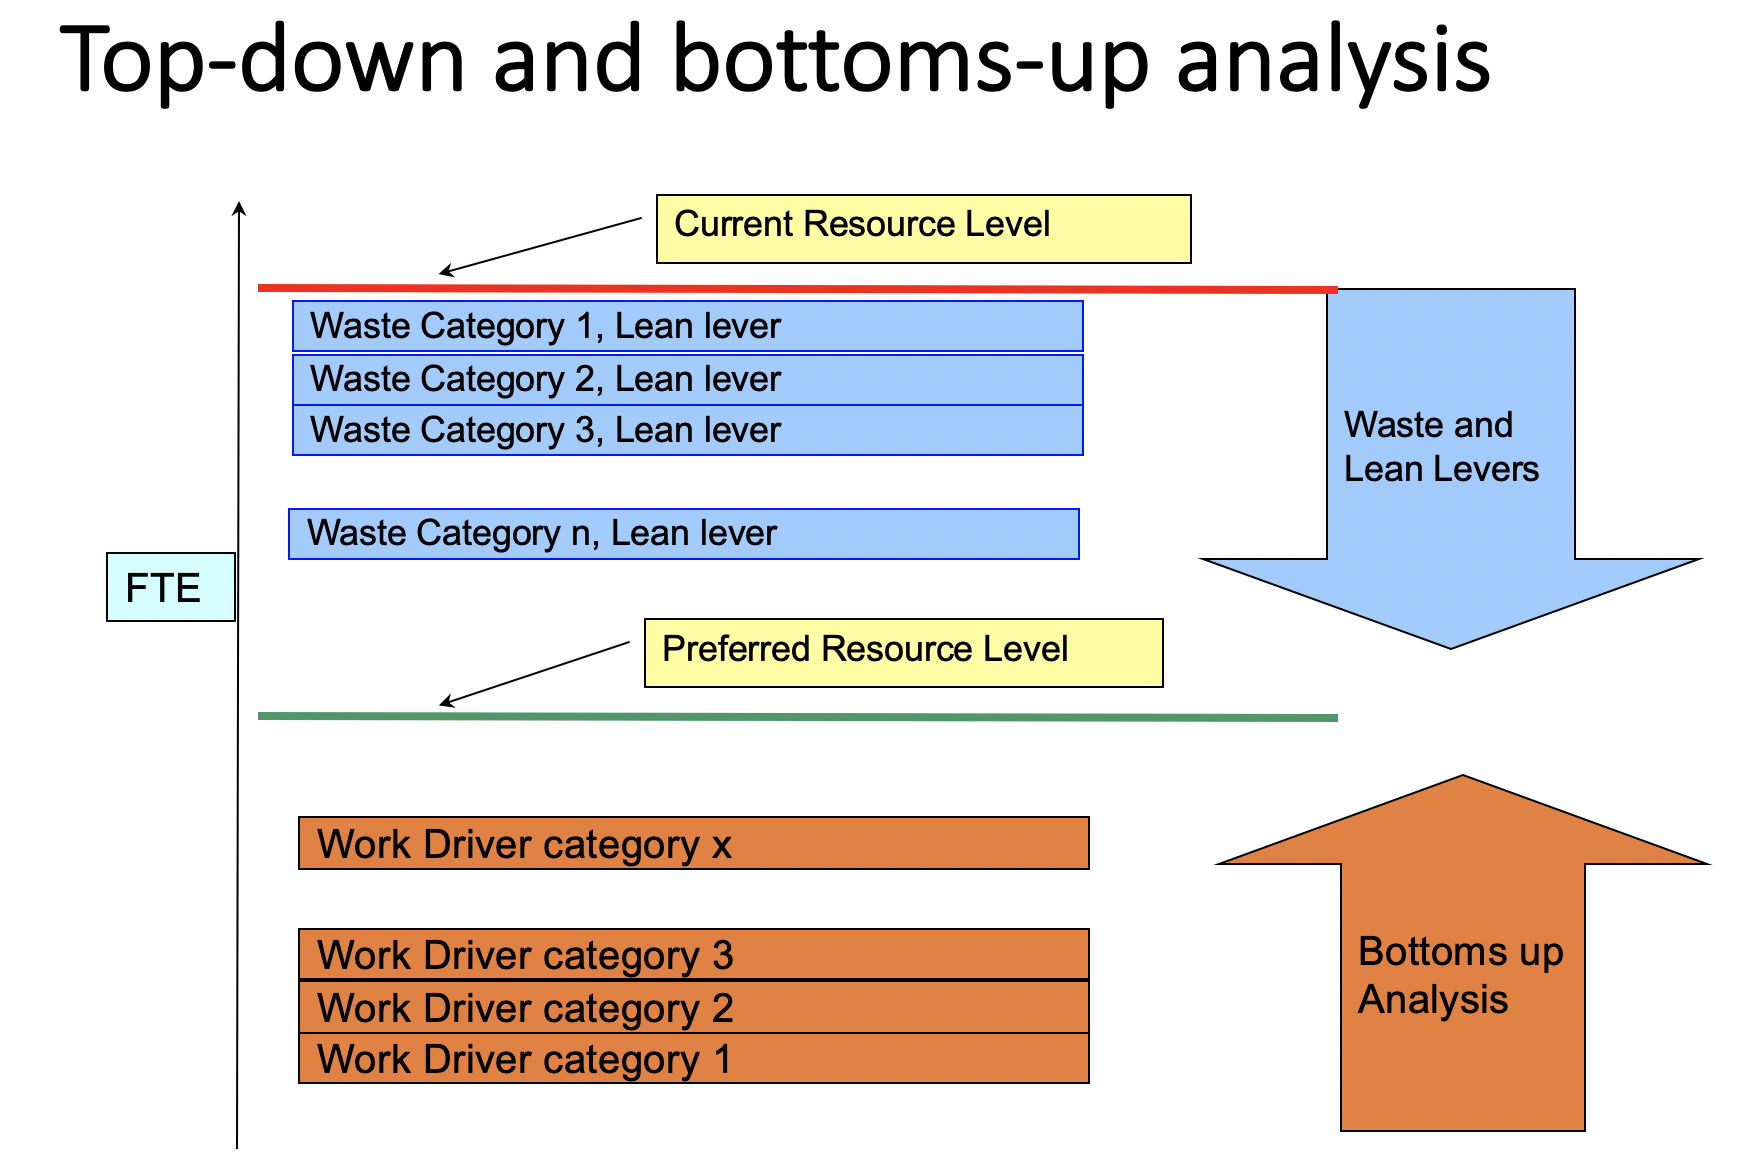 Top-down and bottoms-up analysis
Current Resource Level
Waste Category 1, Lean lever
Waste Category 2, Lean lever
Waste Category 3, Lean lever
Waste and
Lean Levers
Waste Category n, Lean lever
FTE
Preferred Resource Level
Work Driver category x
Work Driver category 3
Work Driver category 2
Work Driver category 1
Bottoms up
Analysis